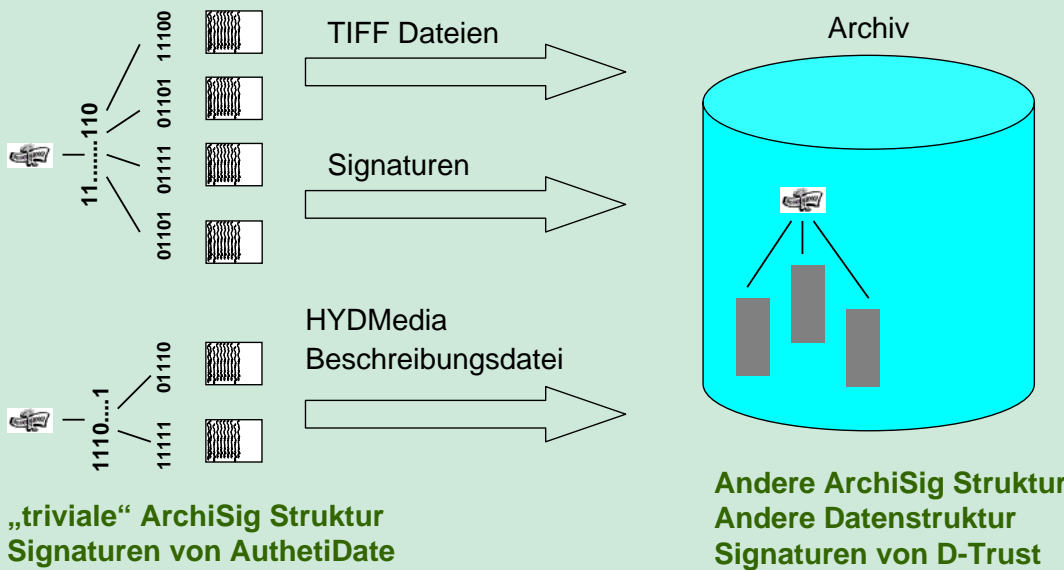 TIFF Dateien
Archiv
11100
01101
11.......110
01111
Signaturen
01101
HYDMedia
Beschreibungsdatei
01110
1110....1
11111
„triviale“ ArchiSig Struktur
Signaturen von AuthetiDate
Andere ArchiSig Struktur
Andere Datenstruktur
Signaturen von D-Trust